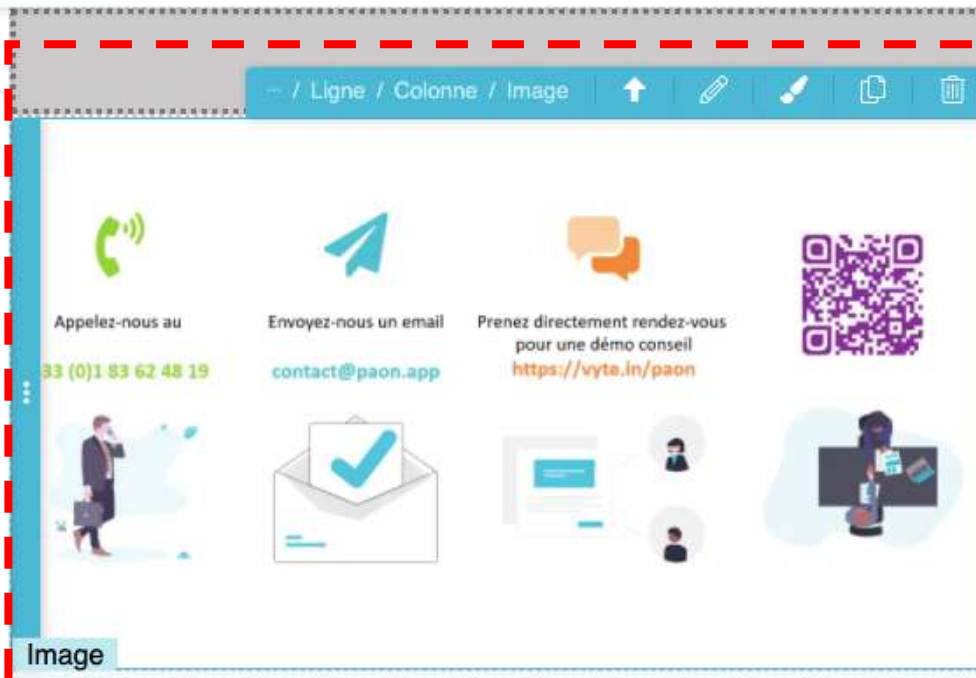 ··· / Ligne / Colonne / Image
Appelez-nous au
33 (0)1 83 62 48 19
Envoyez-nous un email
contact@paon.app
Prenez directement rendez-vous
pour une démo conseil
https://vyte.in/paon
Image